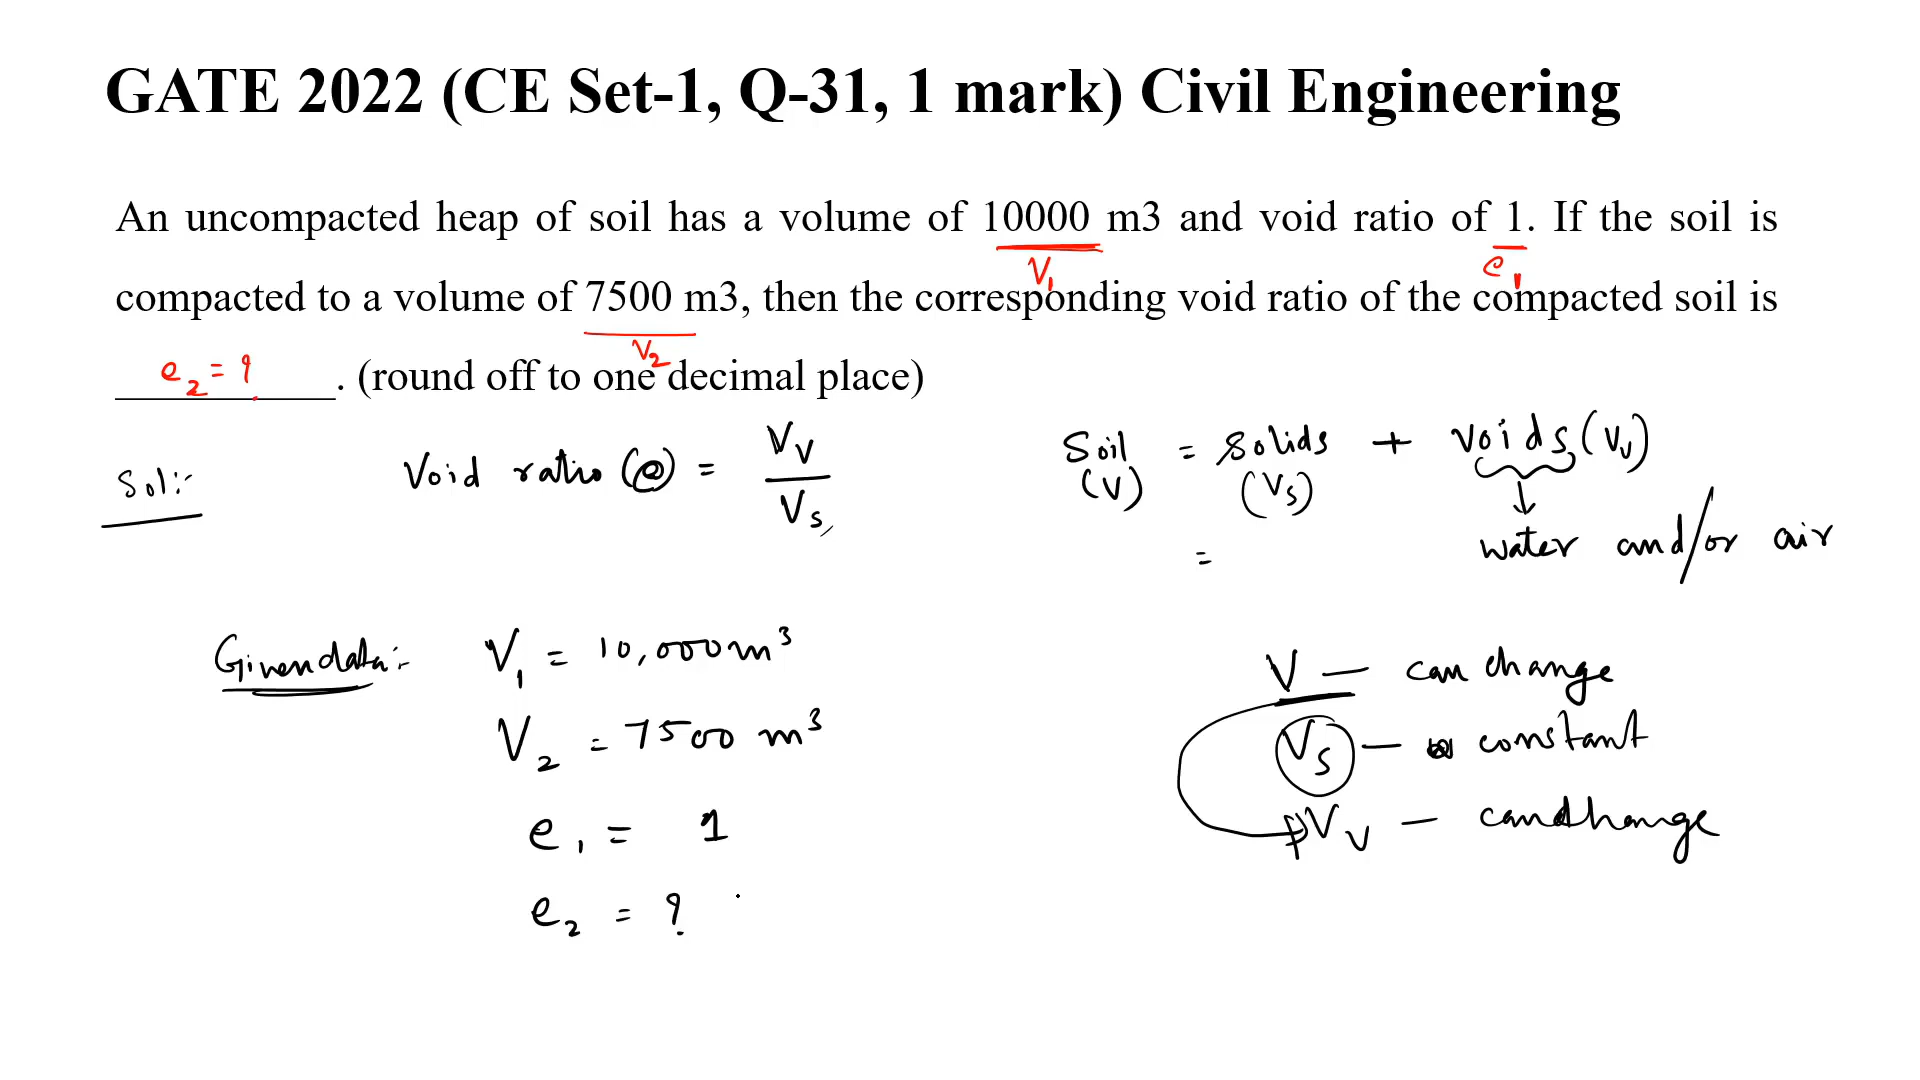 GATE 2022 (CE Set-1, Q-31, 1 mark) Civil Engineering
An uncompacted heap of soil has a volume of 10000 m3 and void ratio of 1. If the soil is
V₁ e₁
compacted to a volume of 7500 m3, then the corresponding void ratio of the compacted soil is
V₂
e₂ = ? . (round off to one decimal place)
Sol:-
Void ratio (e) = Vv / Vs
Soil = solids + voids (Vv)
(V) (Vs)
= water and/or air
Given data:-
V₁ = 10,000 m³
V₂ = 7500 m³
e₁ = 1
e₂ = ?
V — can change
Vs — constant
Vv — can change